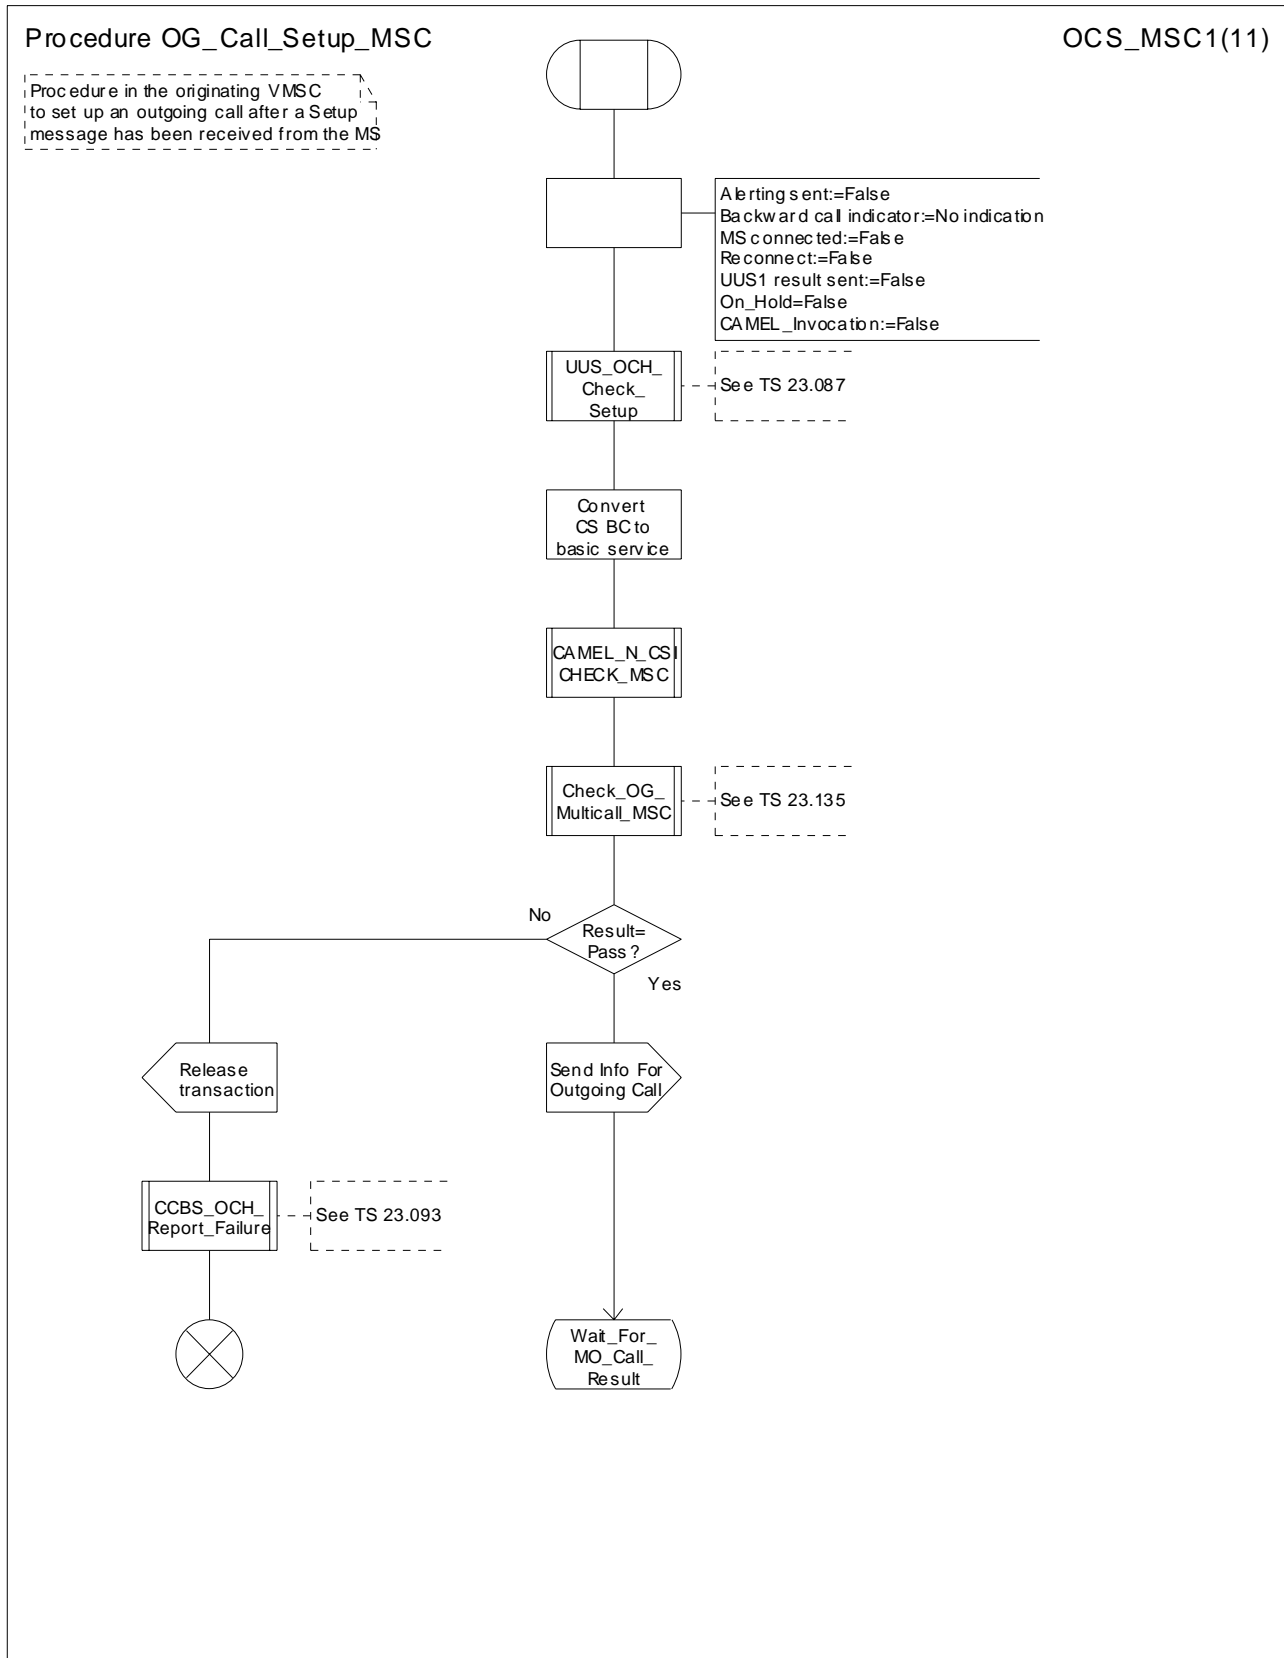 Procedure OG_Call_Setup_MSC
OCS_MSC1(11)
Procedure in the originating VMSC
to set up an outgoing call after a Setup
message has been received from the MS
Alerting sent:=False
Backward call indicator:=No indication
MS connected:=False
Reconnect:=False
UUS1 result sent:=False
On_Hold=False
CAMEL_Invocation:=False
UUS_OCH_
Check_
Setup
See TS 23.087
Convert
CS BC to
basic service
CAMEL_N_CSI
CHECK_MSC
Check_OG_
Multicall_MSC
See TS 23.135
No
Result=
Pass?
Yes
Release
transaction
Send Info For
Outgoing Call
CCBS_OCH_
Report_Failure
See TS 23.093
Wait_For_
MO_Call_
Result